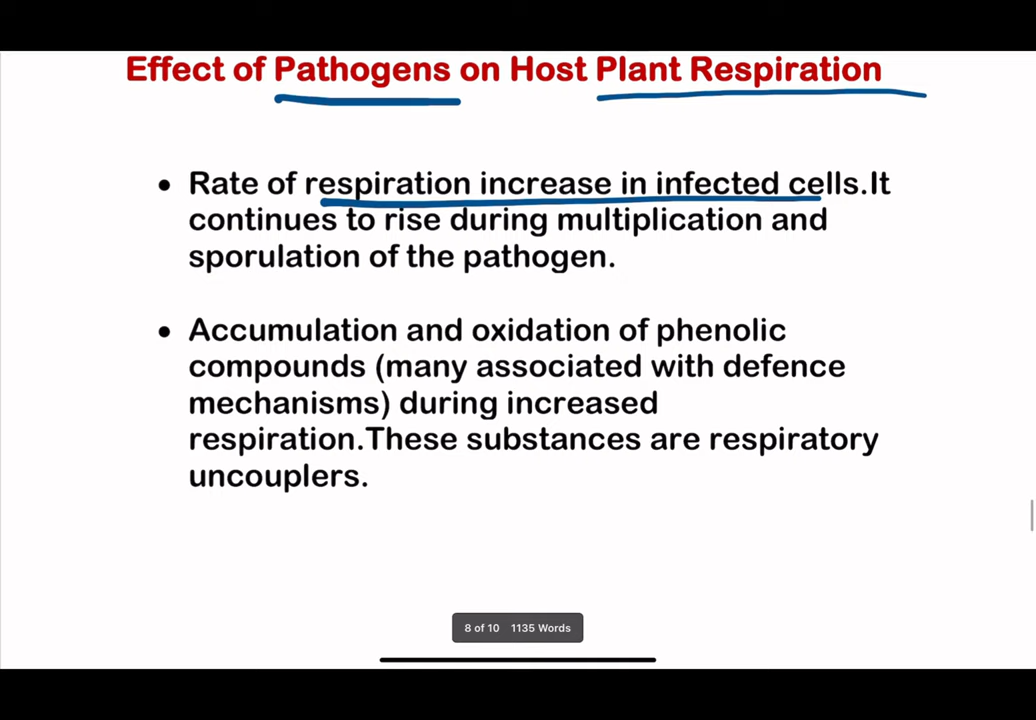 Effect of Pathogens on Host Plant Respiration
• Rate of respiration increase in infected cells.It
continues to rise during multiplication and
sporulation of the pathogen.
• Accumulation and oxidation of phenolic
compounds (many associated with defence
mechanisms) during increased
respiration.These substances are respiratory
uncouplers.
8 of 10 1135 Words